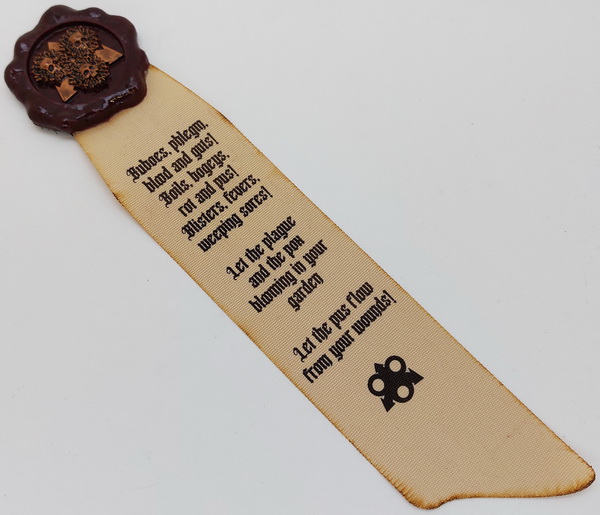 Buboes, phlegm,
blood and guts!
Boils, bogeys,
rot and pus!
Blisters, fevers,
weeping sores!
Let the plague
and the pox
blooming in your
garden
Let the pus flow
from your wounds!